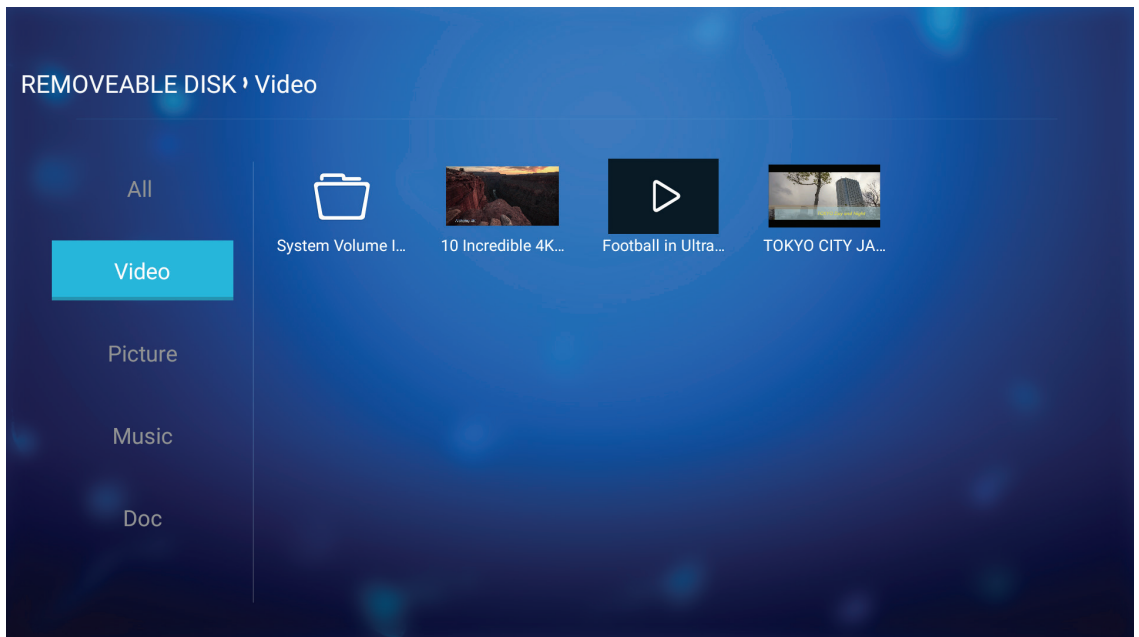 REMOVEABLE DISK Video
All
Video
Picture
Music
Doc
System Volume I...
10 Incredible 4K...
Football in Ultra...
TOKYO CITY JA...